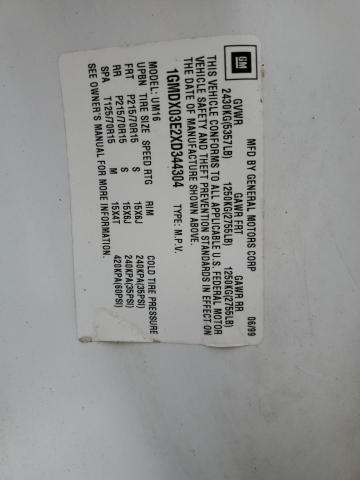 GM
MFD BY GENERAL MOTORS CORP 06/99
GVWR GAWR FRT GAWR RR
2430KG(5357LB) 1250KG(2755LB) 1250KG(2755LB)
THIS VEHICLE CONFORMS TO ALL APPLICABLE U.S. FEDERAL MOTOR
VEHICLE SAFETY AND THEFT PREVENTION STANDARDS IN EFFECT ON
THE DATE OF MANUFACTURE SHOWN ABOVE.
1GMDX03E2XD344304 TYPE: M.P.V.
MODEL: UM16
UPBN TIRE SIZE SPEED RTG RIM COLD TIRE PRESSURE
FRT P215/70R15 S 15X6J 240KPA(35PSI)
RR P215/70R15 S 15X6J 240KPA(35PSI)
SPA T125/70R15 M 15X4T 420KPA(60PSI)
SEE OWNER'S MANUAL FOR MORE INFORMATION.